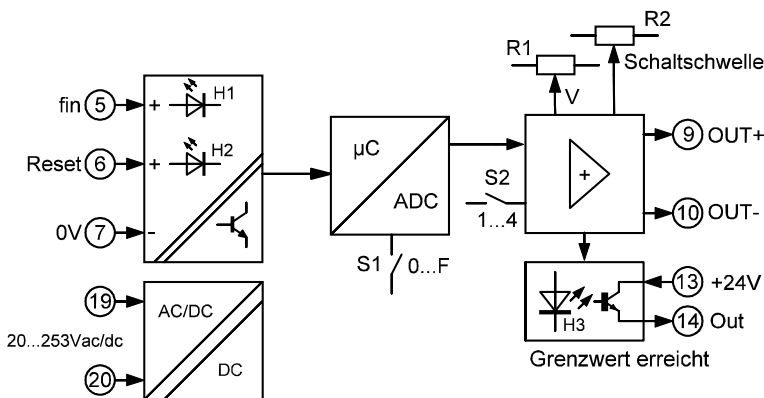 R1
R2
Schaltschwelle
V
fin 5 + H1
Reset 6 + H2
0V 7 -
µC
ADC
S1 0...F
S2
1...4
+
9 OUT+
10 OUT-
13 +24V
14 Out
H3
Grenzwert erreicht
19
20...253Vac/dc
20
AC/DC
DC